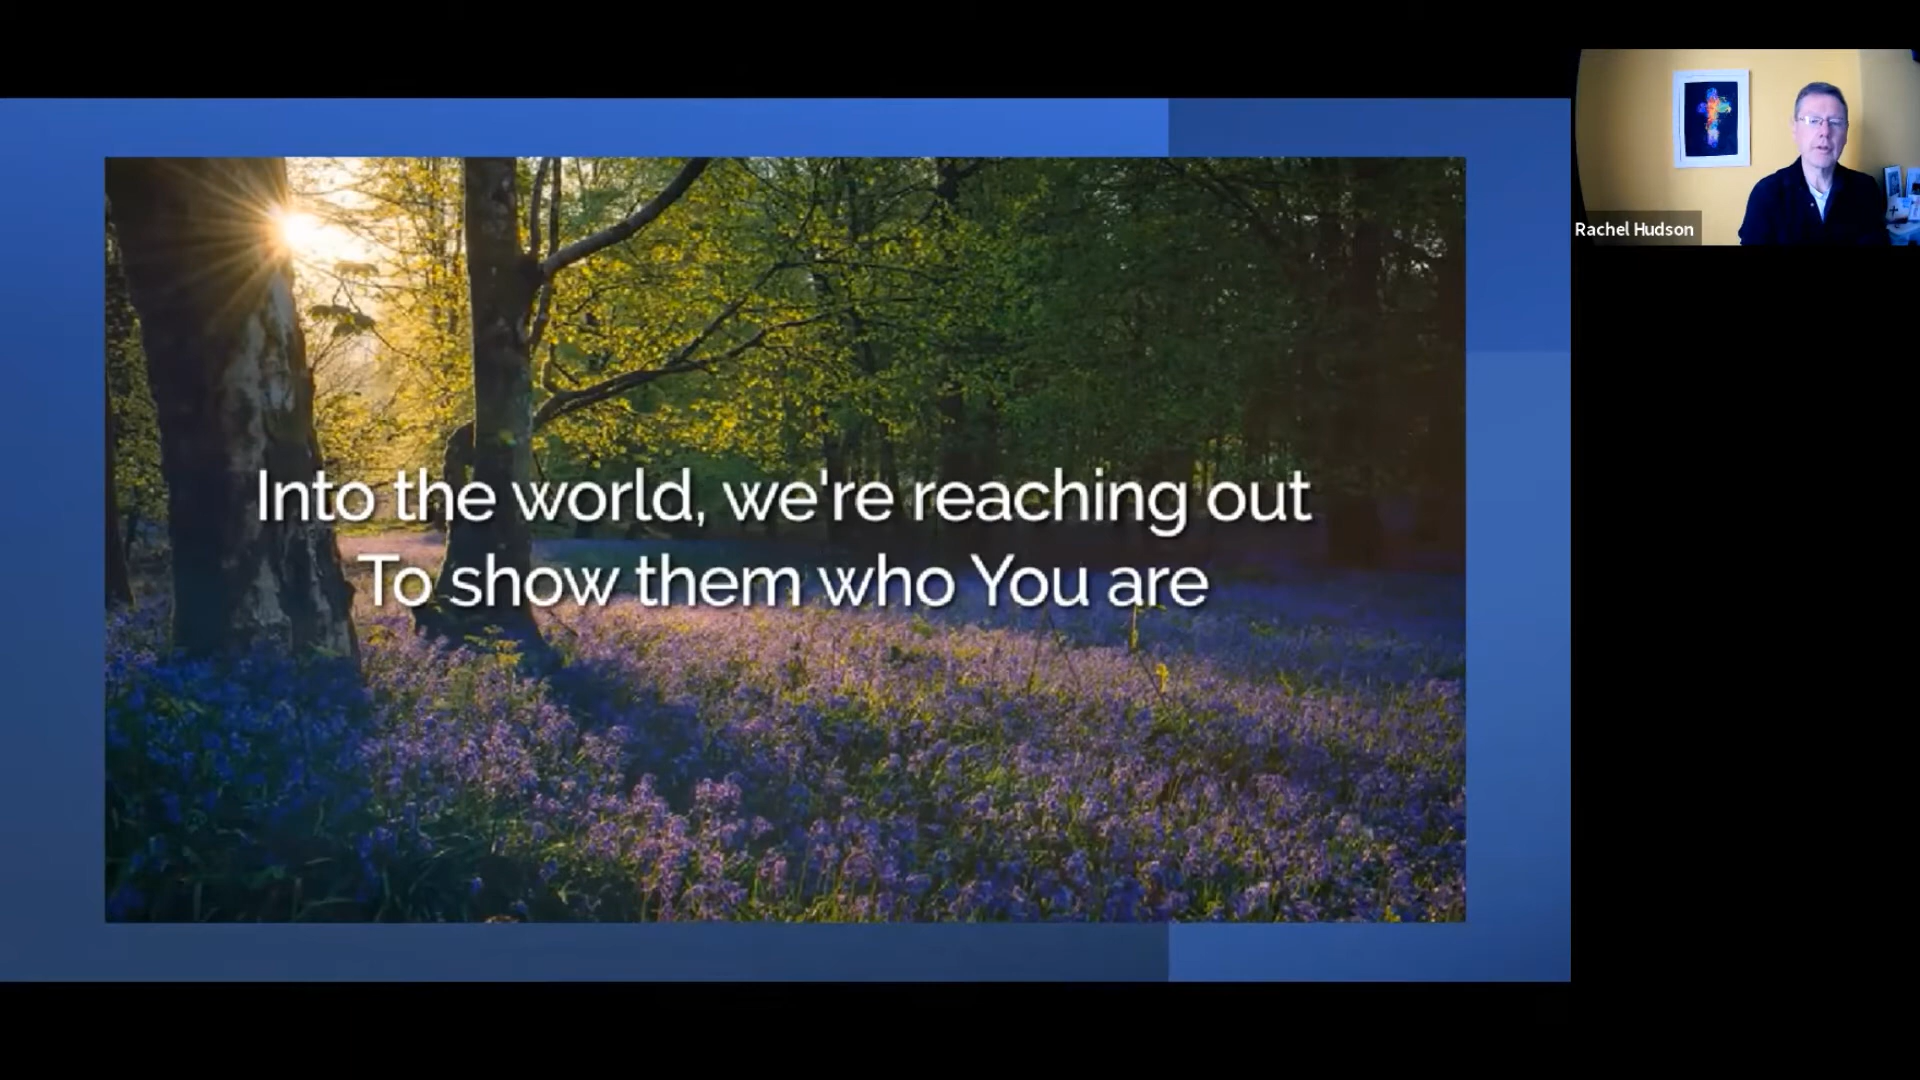 Into the world, we're reaching out
To show them who You are
Rachel Hudson